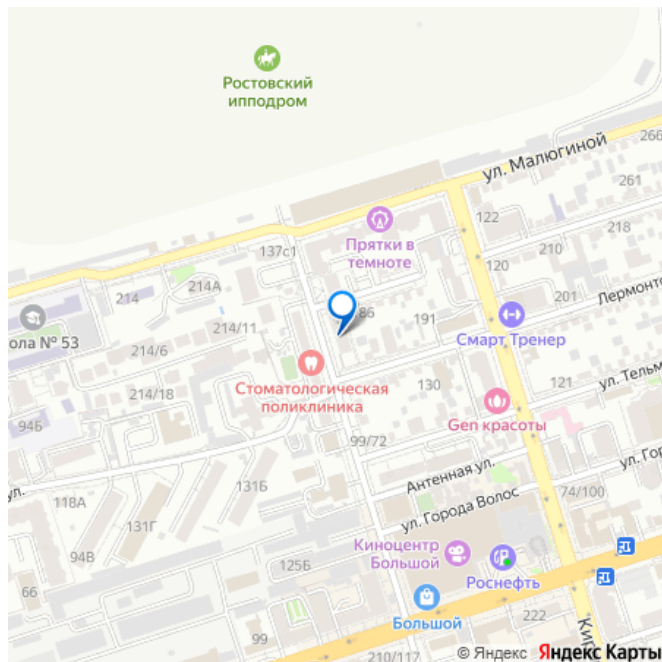 Ростовский
ипподром
ул. Малюгиной
266
261
122
218
Прятки в
темноте
137с1
210
120
214А
214
201
Лермонто
86
191
214/11
Смарт Тренер
ола № 53
214/6
Стоматологическая
поликлиника
130
121
ул. Тельм
214/18
94Б
Gen красоты
99/72
ул. Гор
Антенная ул.
131Б
ул.
118А
74/100
ул. Города Волос
131Г
94В
Киноцентр
Большой
125Б
Роснефть
Большой
222
99
Кир
210/117
© Яндекс Яндекс Карты